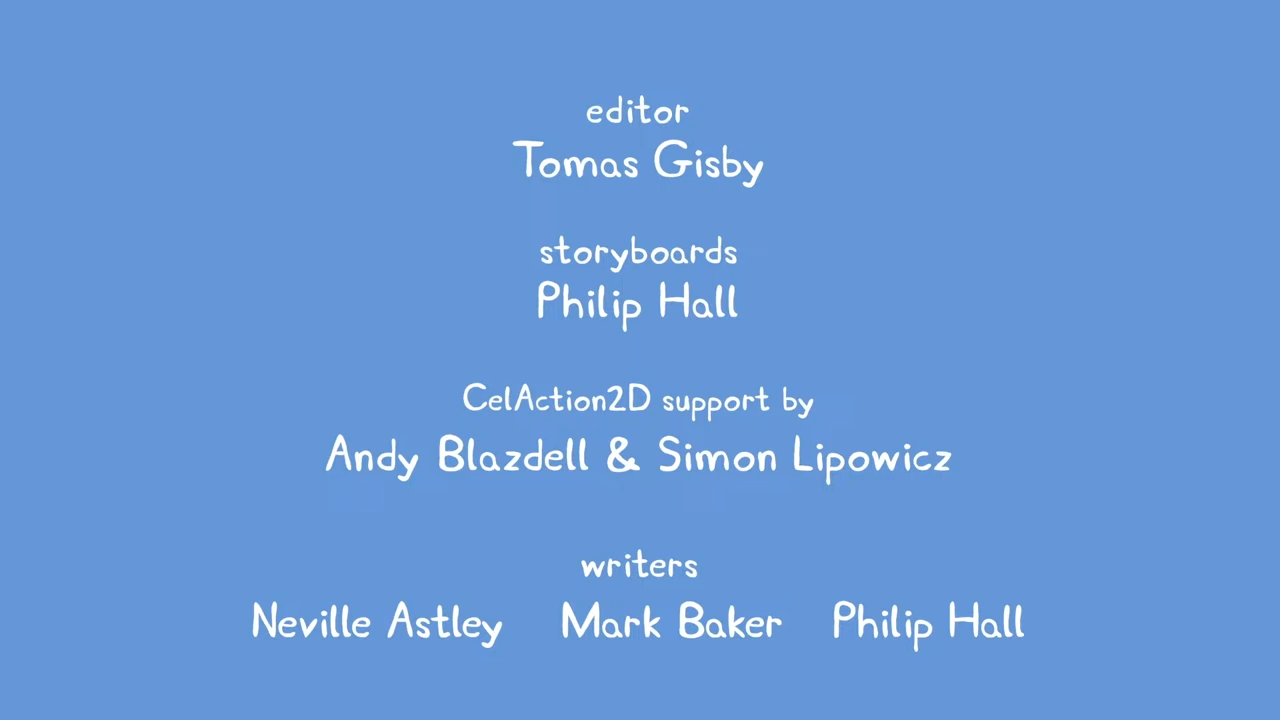 editor
Tomas Gisby
storyboards
Philip Hall
CelAction2D support by
Andy Blazdell & Simon Lipowicz
writers
Neville Astley Mark Baker Philip Hall